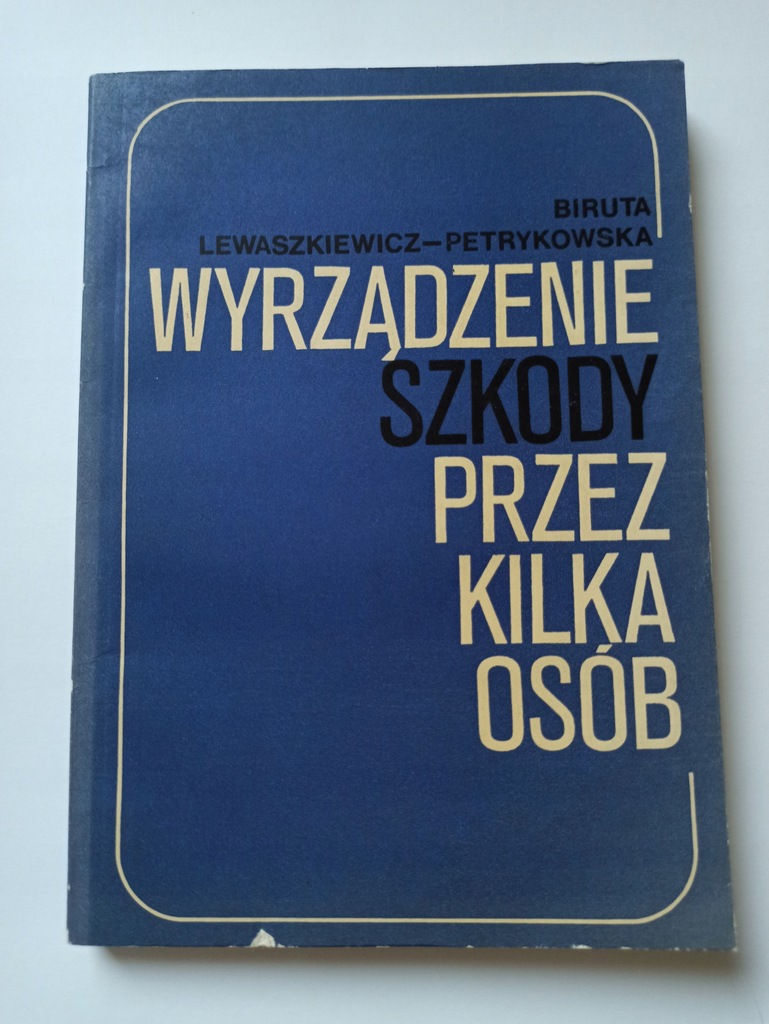 BIRUTA
LEWASZKIEWICZ–PETRYKOWSKA
WYRZĄDZENIE
SZKODY
PRZEZ
KILKA
OSÓB